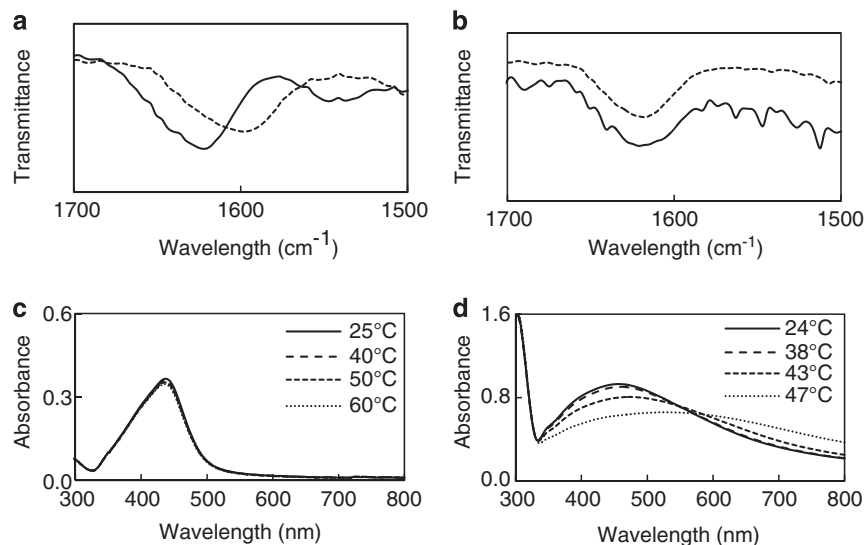 a
Transmittance
1700
1600
1500
Wavelength (cm-1)
b
Transmittance
1700
1600
1500
Wavelength (cm-1)
c
Absorbance
0.6
0.3
0.0
25°C
40°C
50°C
60°C
300 400 500 600 700 800
Wavelength (nm)
d
Absorbance
1.6
0.8
0.0
24°C
38°C
43°C
47°C
300 400 500 600 700 800
Wavelength (nm)